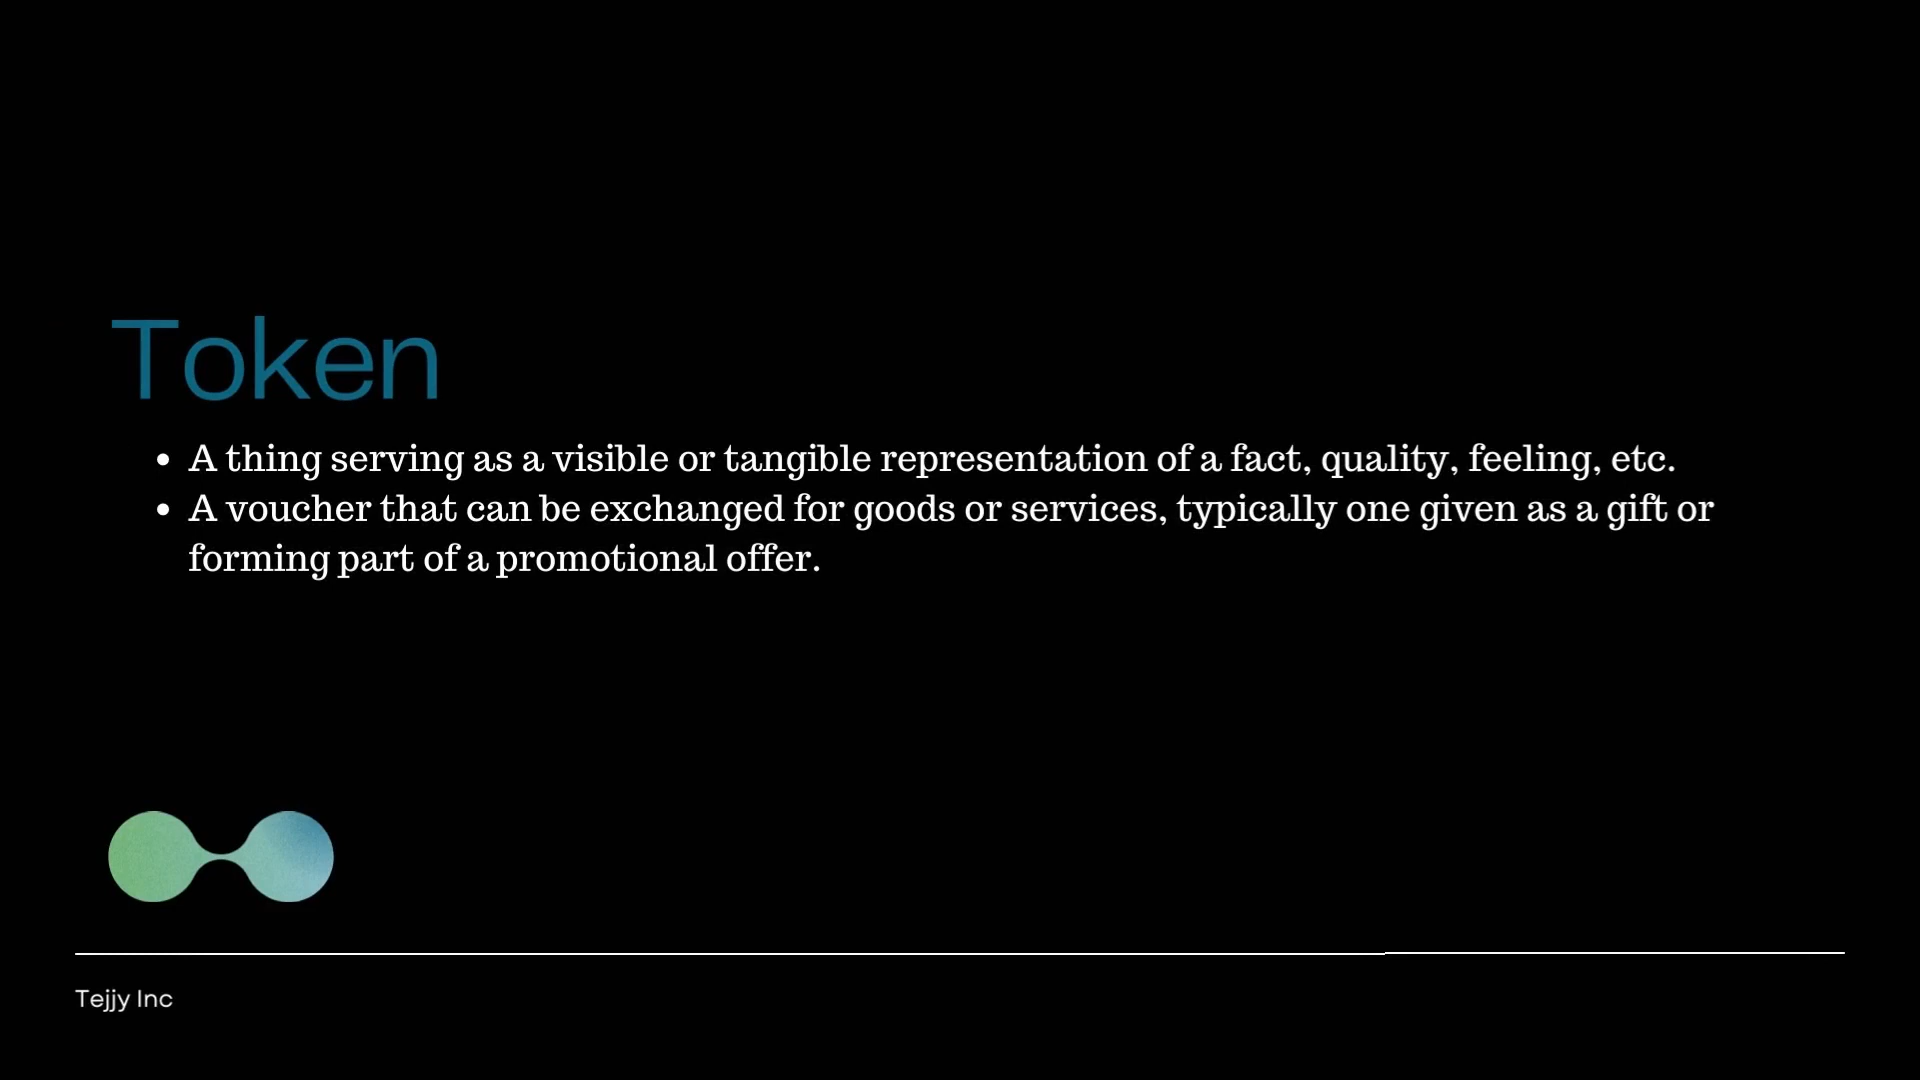 Token
• A thing serving as a visible or tangible representation of a fact, quality, feeling, etc.
• A voucher that can be exchanged for goods or services, typically one given as a gift or
forming part of a promotional offer.
Tejjy Inc